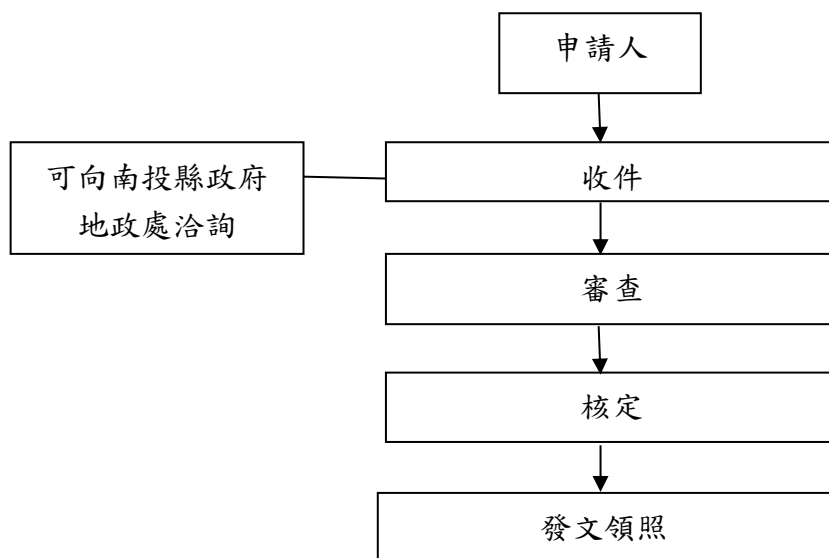 申請人
可向南投縣政府
地政處洽詢
收件
審查
核定
發文領照